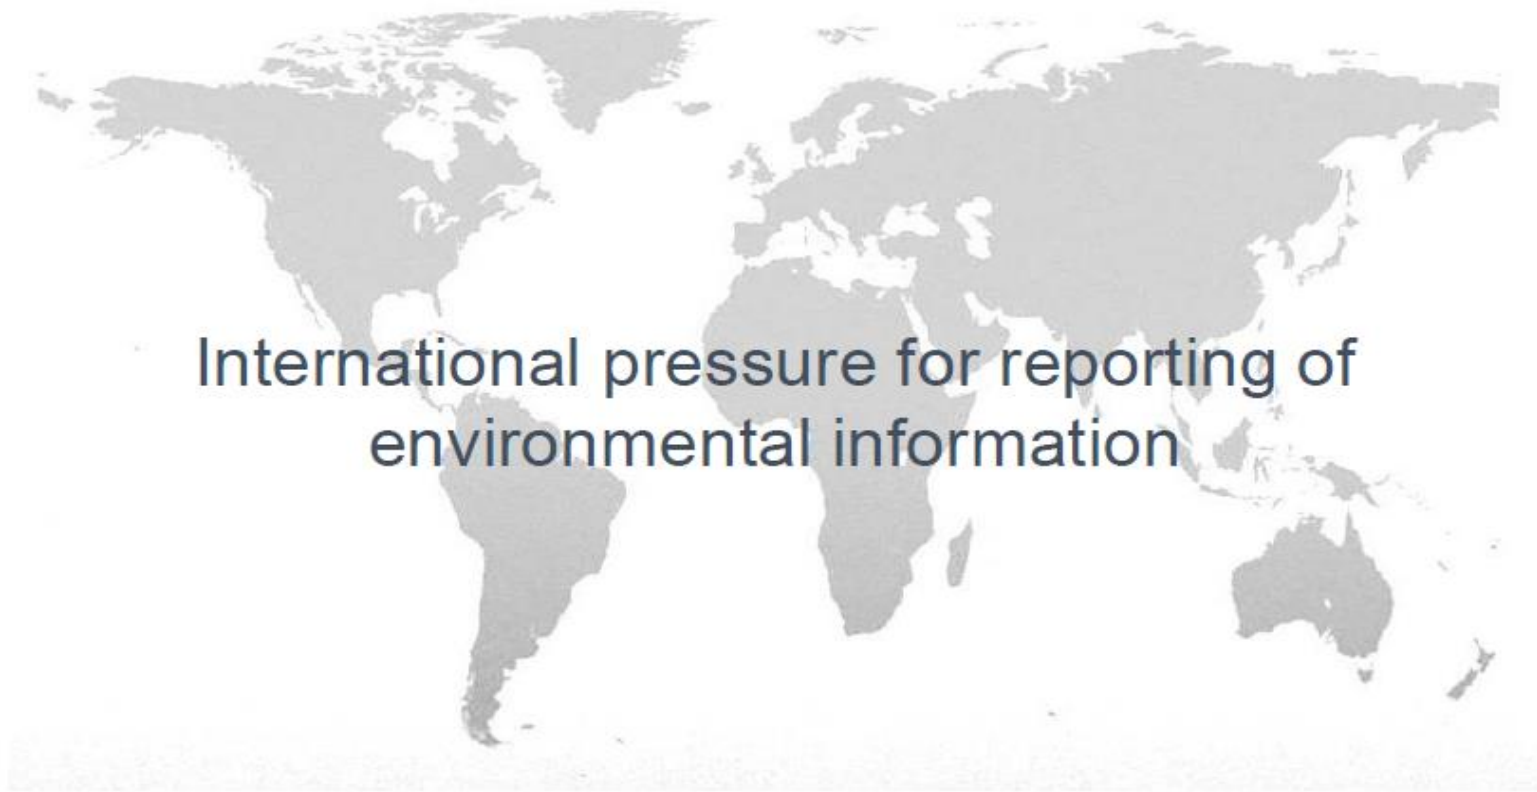 International pressure for reporting of
environmental information